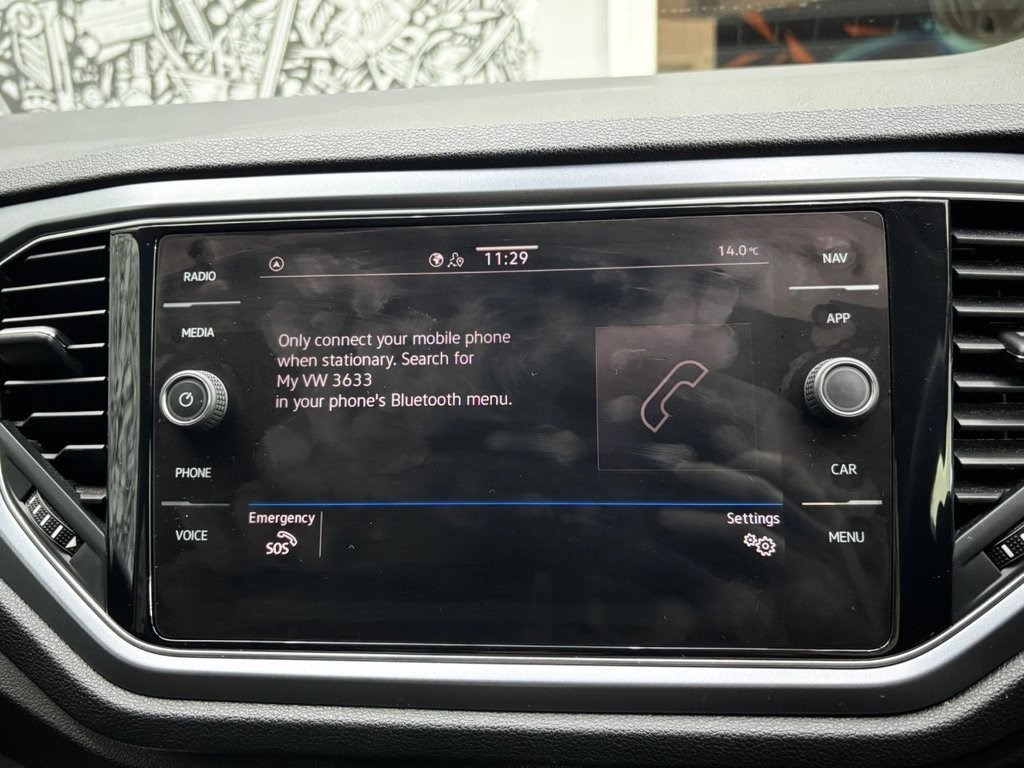 11:29
14.0°C
RADIO
MEDIA
PHONE
VOICE
Only connect your mobile phone
when stationary. Search for
My VW 3633
in your phone's Bluetooth menu.
Emergency
SOS
Settings
NAV
APP
CAR
MENU